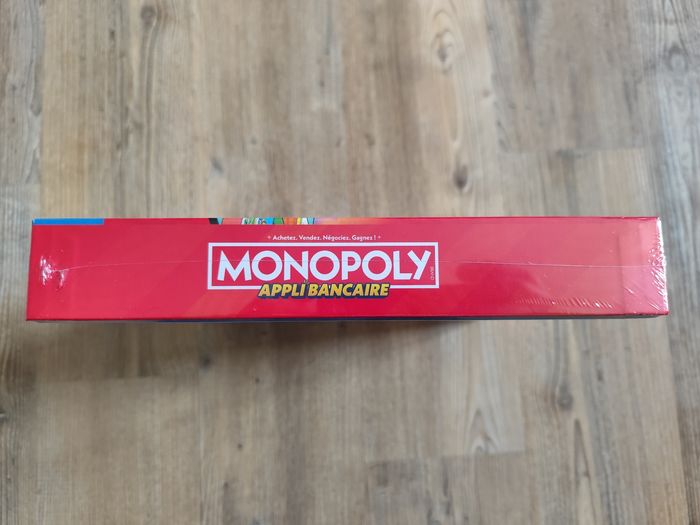 Achetez. Vendez. Négociez. Gagnez !
MONOPOLY
APPLI BANCAIRE